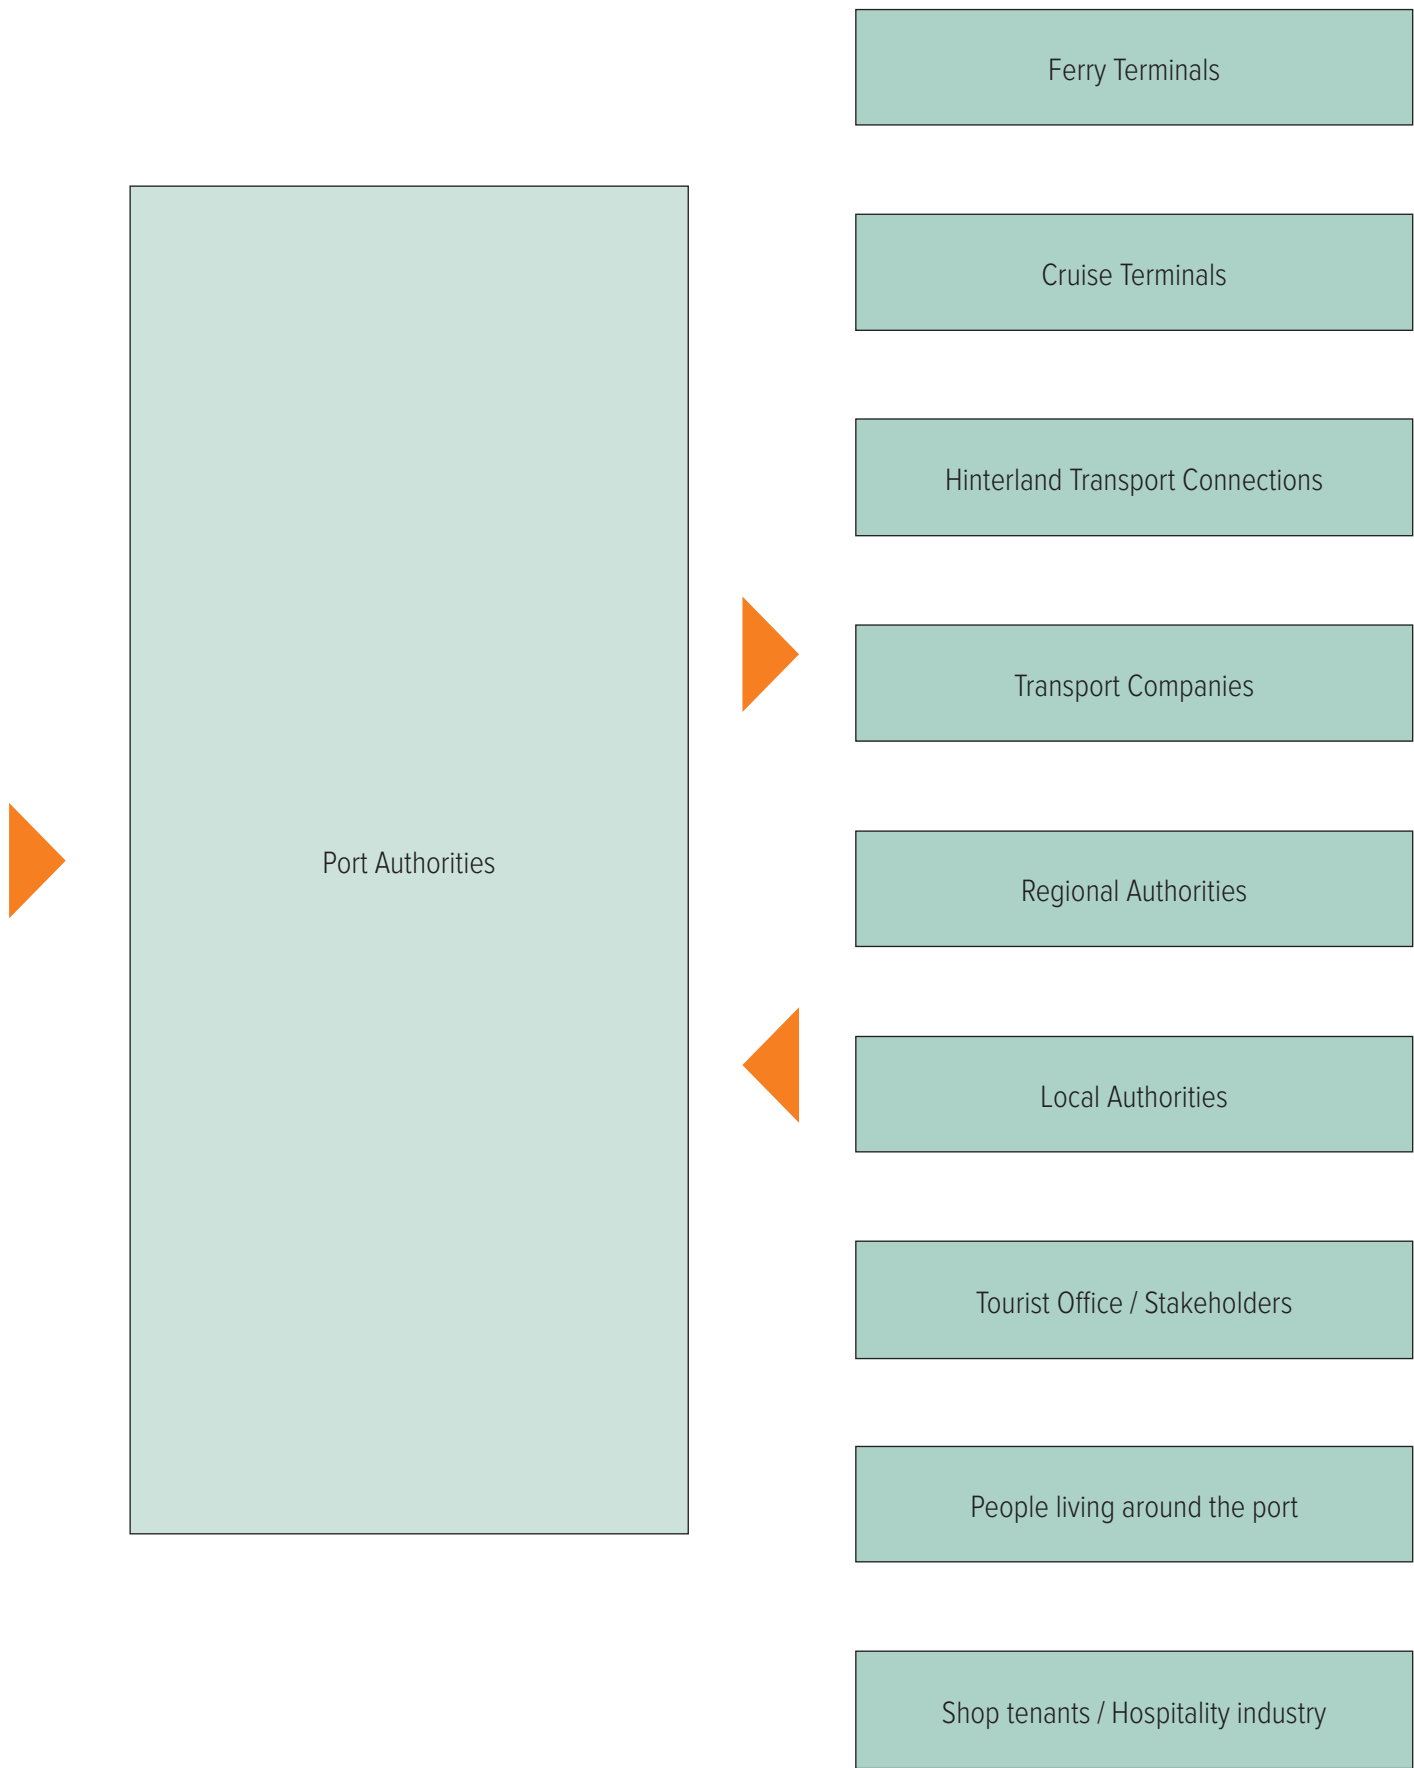 Port Authorities
Ferry Terminals
Cruise Terminals
Hinterland Transport Connections
Transport Companies
Regional Authorities
Local Authorities
Tourist Office / Stakeholders
People living around the port
Shop tenants / Hospitality industry